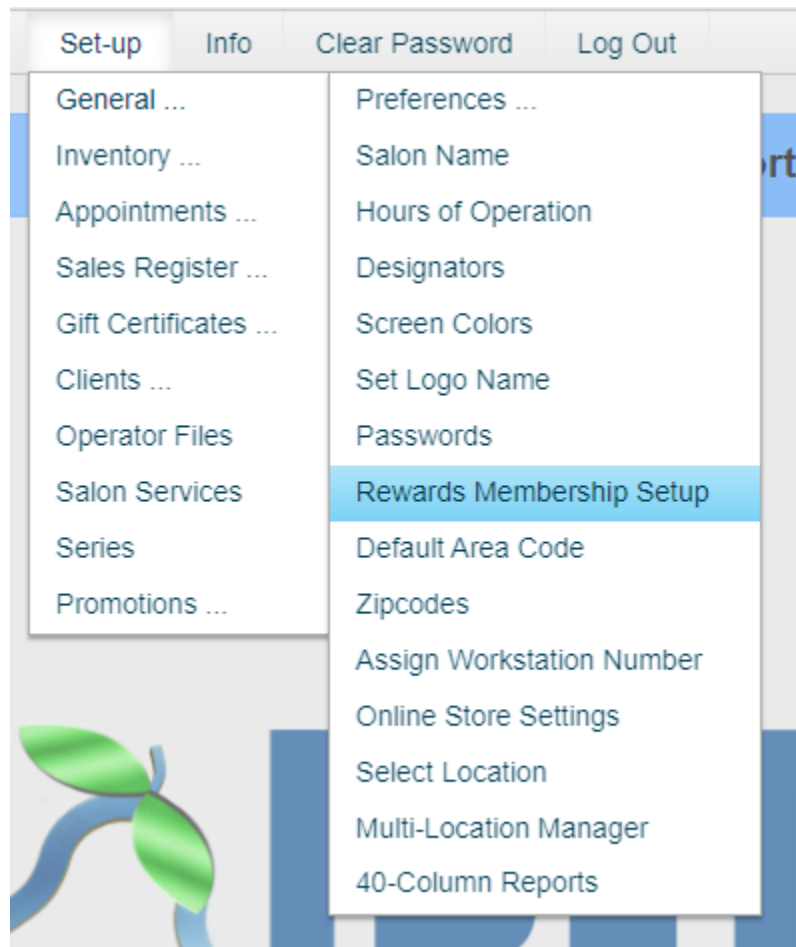 Set-up Info Clear Password Log Out
General ...
Inventory ...
Appointments ...
Sales Register ...
Gift Certificates ...
Clients ...
Operator Files
Salon Services
Series
Promotions ...
Preferences ...
Salon Name
Hours of Operation
Designators
Screen Colors
Set Logo Name
Passwords
Rewards Membership Setup
Default Area Code
Zipcodes
Assign Workstation Number
Online Store Settings
Select Location
Multi-Location Manager
40-Column Reports